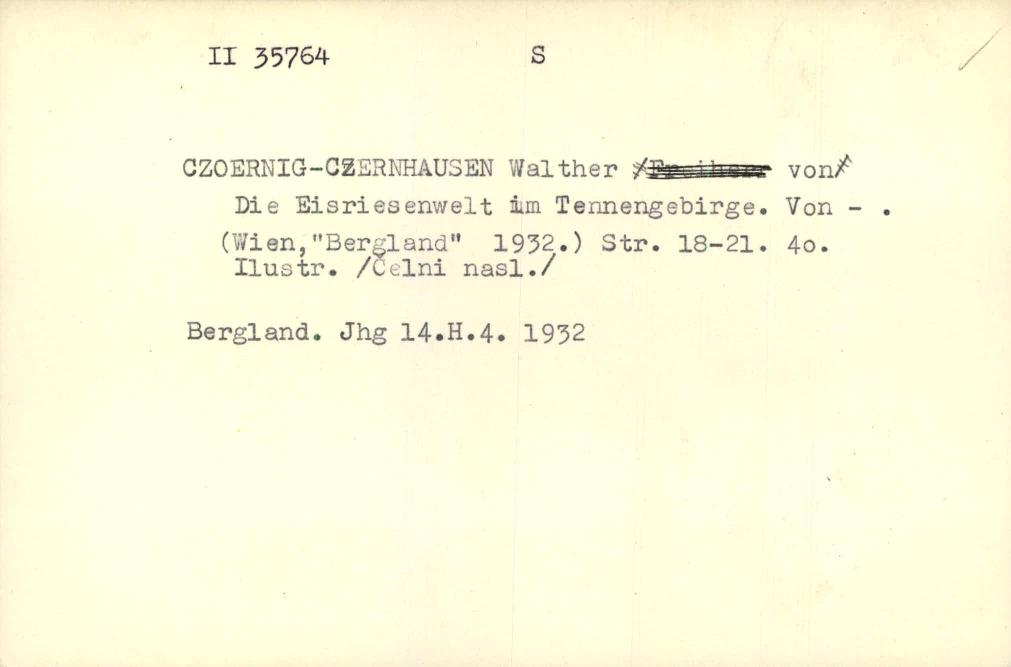 II 35764 S
CZOERNIG-CZERNHAUSEN Walther /Freiherr von/
Die Eisriesenwelt im Tennengebirge. Von - .
(Wien,"Bergland" 1932.) Str. 18-21. 4o.
Ilustr. /Čelni nasl./
Bergland. Jhg 14.H.4. 1932